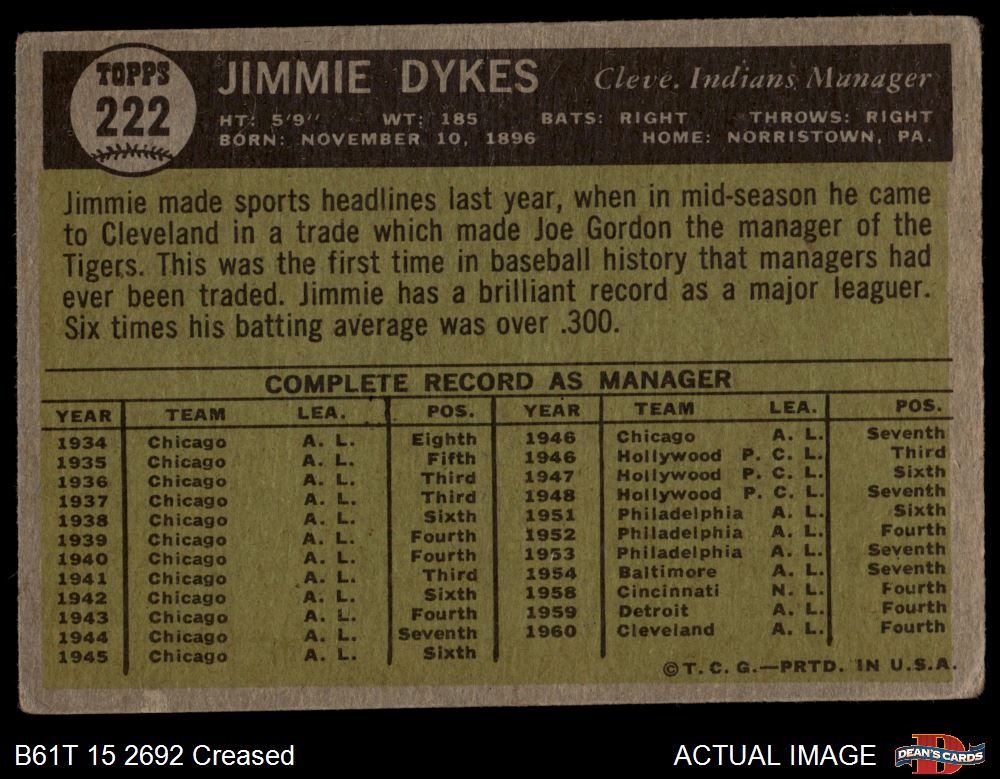 TOPPS
222
JIMMIE DYKES Cleve. Indians Manager
HT: 5'9" WT: 185 BATS: RIGHT THROWS: RIGHT
BORN: NOVEMBER 10, 1896 HOME: NORRISTOWN, PA.
Jimmie made sports headlines last year, when in mid-season he came
to Cleveland in a trade which made Joe Gordon the manager of the
Tigers. This was the first time in baseball history that managers had
ever been traded. Jimmie has a brilliant record as a major leaguer.
Six times his batting average was over .300.
COMPLETE RECORD AS MANAGER
YEAR TEAM LEA. POS. YEAR TEAM LEA. POS.
1934 Chicago A. L. Eighth 1946 Chicago A. L. Seventh
1935 Chicago A. L. Fifth 1946 Hollywood P. C. L. Third
1936 Chicago A. L. Third 1947 Hollywood P. C. L. Sixth
1937 Chicago A. L. Third 1948 Hollywood P. C. L. Seventh
1938 Chicago A. L. Sixth 1951 Philadelphia A. L. Sixth
1939 Chicago A. L. Fourth 1952 Philadelphia A. L. Fourth
1940 Chicago A. L. Fourth 1953 Philadelphia A. L. Seventh
1941 Chicago A. L. Third 1954 Baltimore A. L. Seventh
1942 Chicago A. L. Sixth 1958 Cincinnati N. L. Fourth
1943 Chicago A. L. Fourth 1959 Detroit A. L. Fourth
1944 Chicago A. L. Seventh 1960 Cleveland A. L. Fourth
1945 Chicago A. L. Sixth
©T. C. G.—PRTD. IN U.S.A.
B61T 15 2692 Creased
ACTUAL IMAGE
DEAN'S CARDS